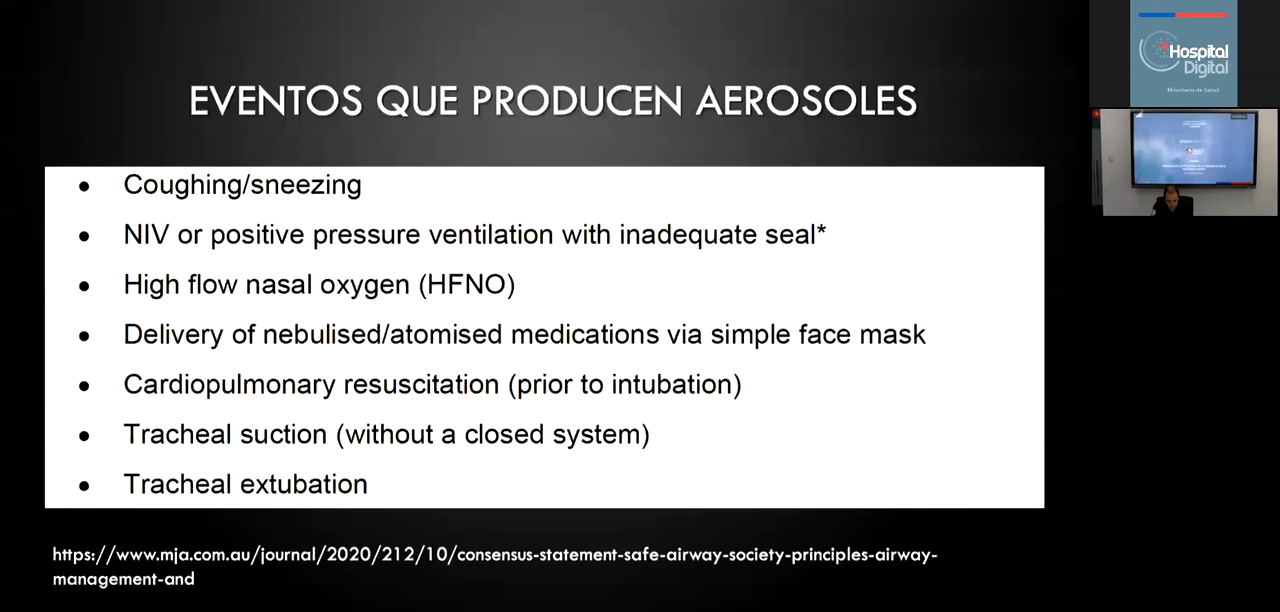 EVENTOS QUE PRODUCEN AEROSOLES
• Coughing/sneezing
• NIV or positive pressure ventilation with inadequate seal*
• High flow nasal oxygen (HFNO)
• Delivery of nebulised/atomised medications via simple face mask
• Cardiopulmonary resuscitation (prior to intubation)
• Tracheal suction (without a closed system)
• Tracheal extubation
https://www.mja.com.au/journal/2020/212/10/consensus-statement-safe-airway-society-principles-airway-
management-and
Hospital
Digital
Ministerio de Salud